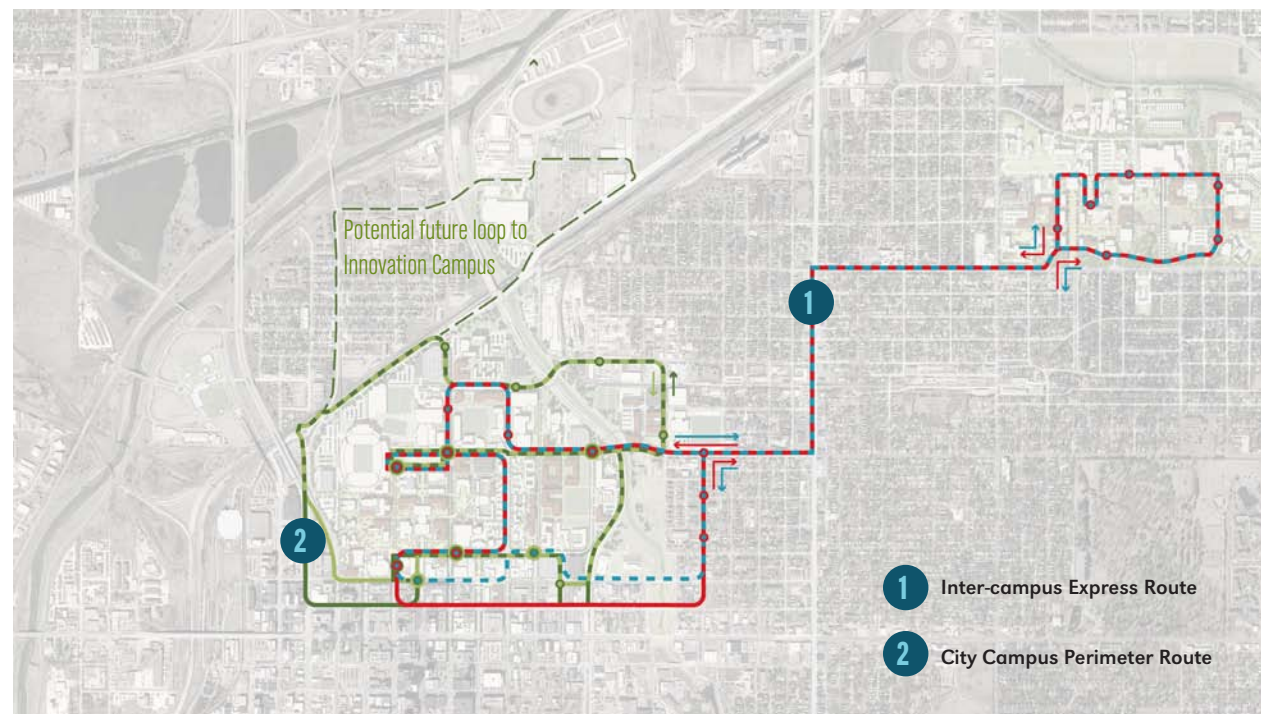 Potential future loop to
Innovation Campus
1
2
1 Inter-campus Express Route
2 City Campus Perimeter Route